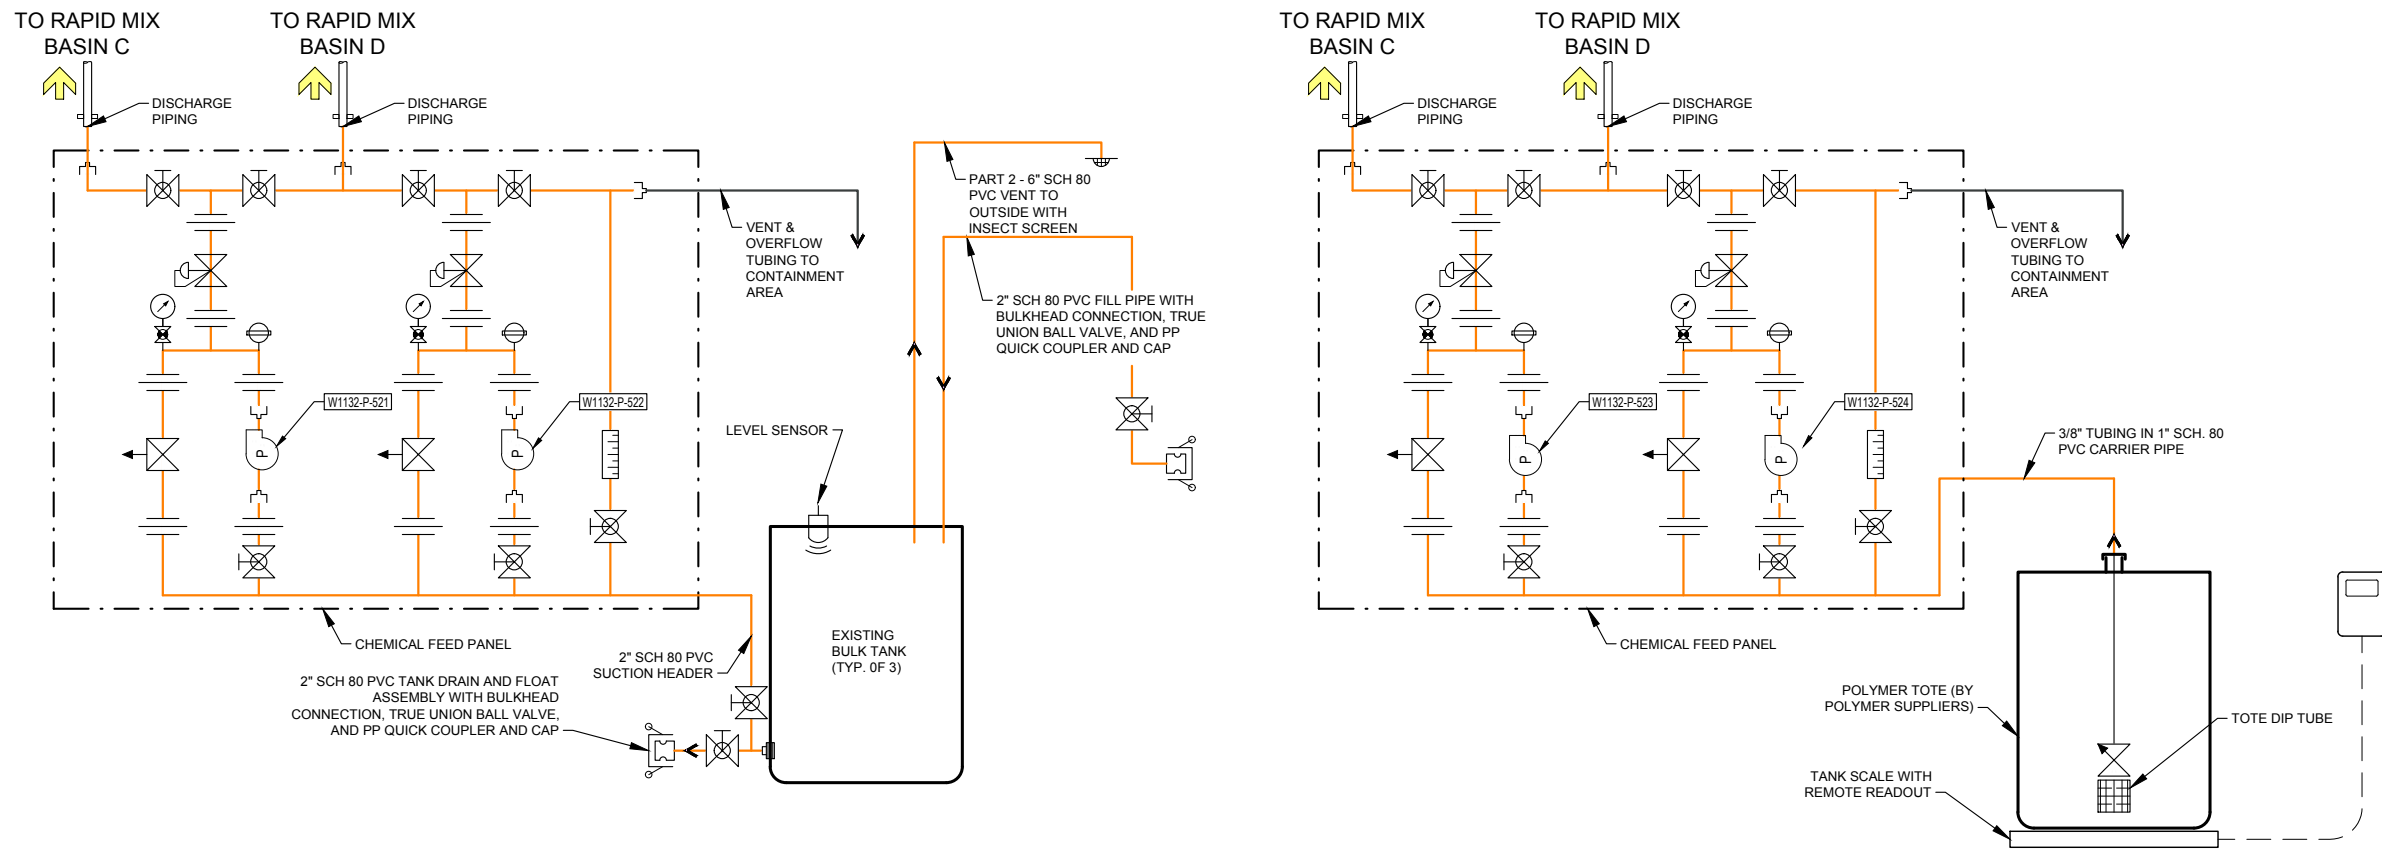 TO RAPID MIX
BASIN C
TO RAPID MIX
BASIN D
DISCHARGE
PIPING
DISCHARGE
PIPING
PART 2 - 6" SCH 80
PVC VENT TO
OUTSIDE WITH
INSECT SCREEN
VENT &
OVERFLOW
TUBING TO
CONTAINMENT
AREA
2" SCH 80 PVC FILL PIPE WITH
BULKHEAD CONNECTION, TRUE
UNION BALL VALVE, AND PP
QUICK COUPLER AND CAP
W1132-P-521
W1132-P-522
P
P
LEVEL SENSOR
CHEMICAL FEED PANEL
2" SCH 80 PVC
SUCTION HEADER
EXISTING
BULK TANK
(TYP. 0F 3)
2" SCH 80 PVC TANK DRAIN AND FLOAT
ASSEMBLY WITH BULKHEAD
CONNECTION, TRUE UNION BALL VALVE,
AND PP QUICK COUPLER AND CAP
TO RAPID MIX
BASIN C
TO RAPID MIX
BASIN D
DISCHARGE
PIPING
DISCHARGE
PIPING
VENT &
OVERFLOW
TUBING TO
CONTAINMENT
AREA
W1132-P-523
W1132-P-524
P
P
3/8" TUBING IN 1" SCH. 80
PVC CARRIER PIPE
CHEMICAL FEED PANEL
POLYMER TOTE (BY
POLYMER SUPPLIERS)
TOTE DIP TUBE
TANK SCALE WITH
REMOTE READOUT